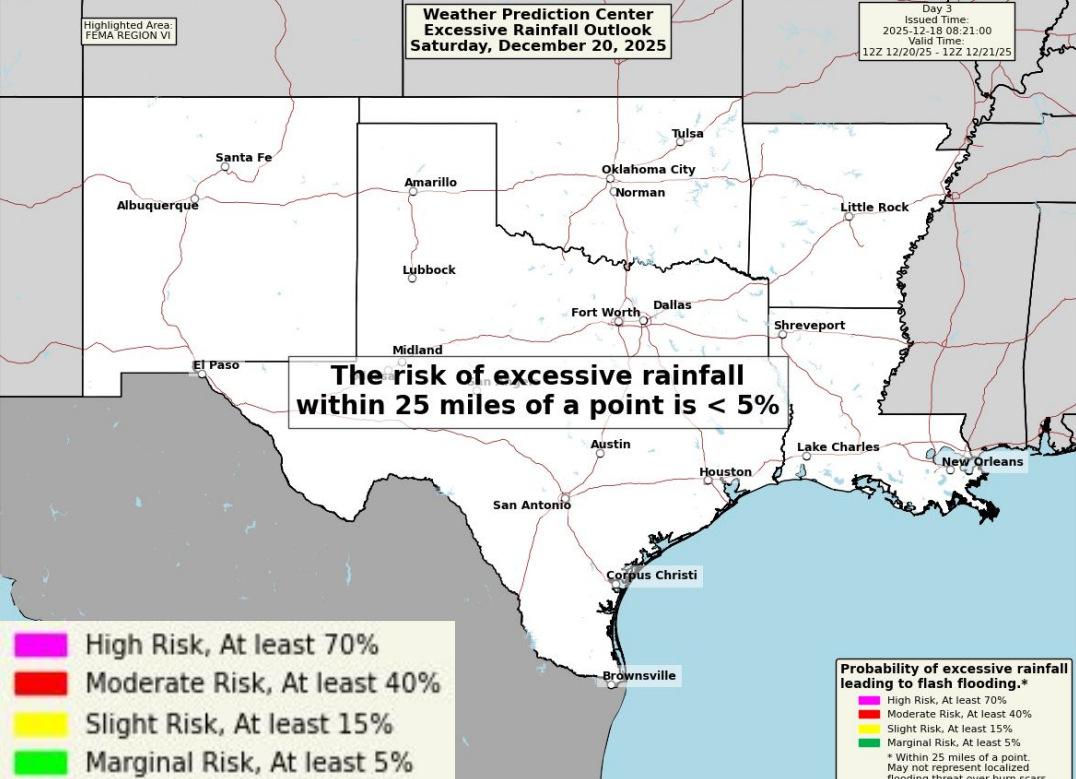 Highlighted Area:
FEMA REGION VI
Weather Prediction Center
Excessive Rainfall Outlook
Saturday, December 20, 2025
Day 3
Issued Time:
2025-12-18 08:21:00
Valid Time:
12Z 12/20/25 - 12Z 12/21/25
Tulsa
Santa Fe
Oklahoma City
Amarillo
Norman
Albuquerque
Little Rock
Lubbock
Dallas
Fort Worth
Shreveport
Midland
El Paso
The risk of excessive rainfall
within 25 miles of a point is < 5%
Austin
Lake Charles
New Orleans
Houston
San Antonio
Corpus Christi
Brownsville
High Risk, At least 70%
Moderate Risk, At least 40%
Slight Risk, At least 15%
Marginal Risk, At least 5%
Probability of excessive rainfall
leading to flash flooding.*
High Risk, At least 70%
Moderate Risk, At least 40%
Slight Risk, At least 15%
Marginal Risk, At least 5%
* Within 25 miles of a point.
May not represent localized
flooding threat over burn scars